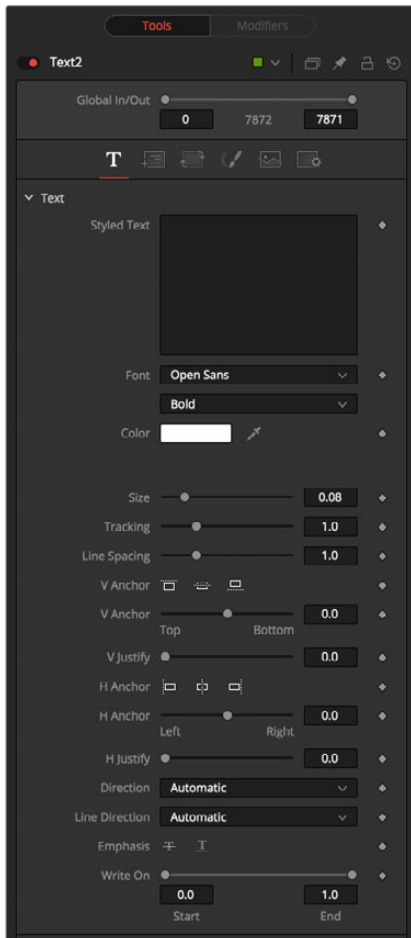 Tools Modifiers
Text2
Global In/Out
0 7872 7871
T
Text
Styled Text
Font Open Sans
Bold
Color
Size 0.08
Tracking 1.0
Line Spacing 1.0
V Anchor
V Anchor 0.0
Top Bottom
V Justify 0.0
H Anchor
H Anchor 0.0
Left Right
H Justify 0.0
Direction Automatic
Line Direction Automatic
Emphasis T T
Write On
0.0 1.0
Start End